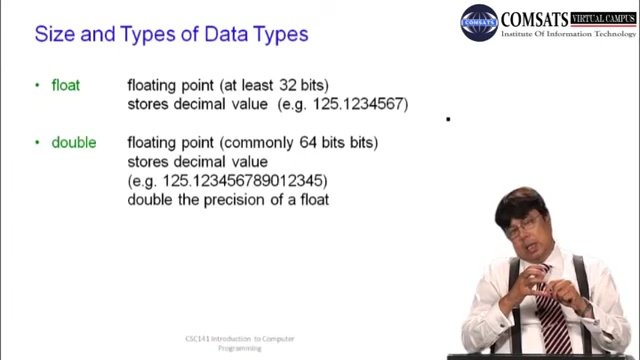 Size and Types of Data Types
COMSATS
COMSATS VIRTUAL CAMPUS
Institute Of Information Technology
• float floating point (at least 32 bits)
stores decimal value (e.g. 125.1234567)
• double floating point (commonly 64 bits bits)
stores decimal value
(e.g. 125.123456789012345)
double the precision of a float
CSC141 Introduction to Computer
Programming